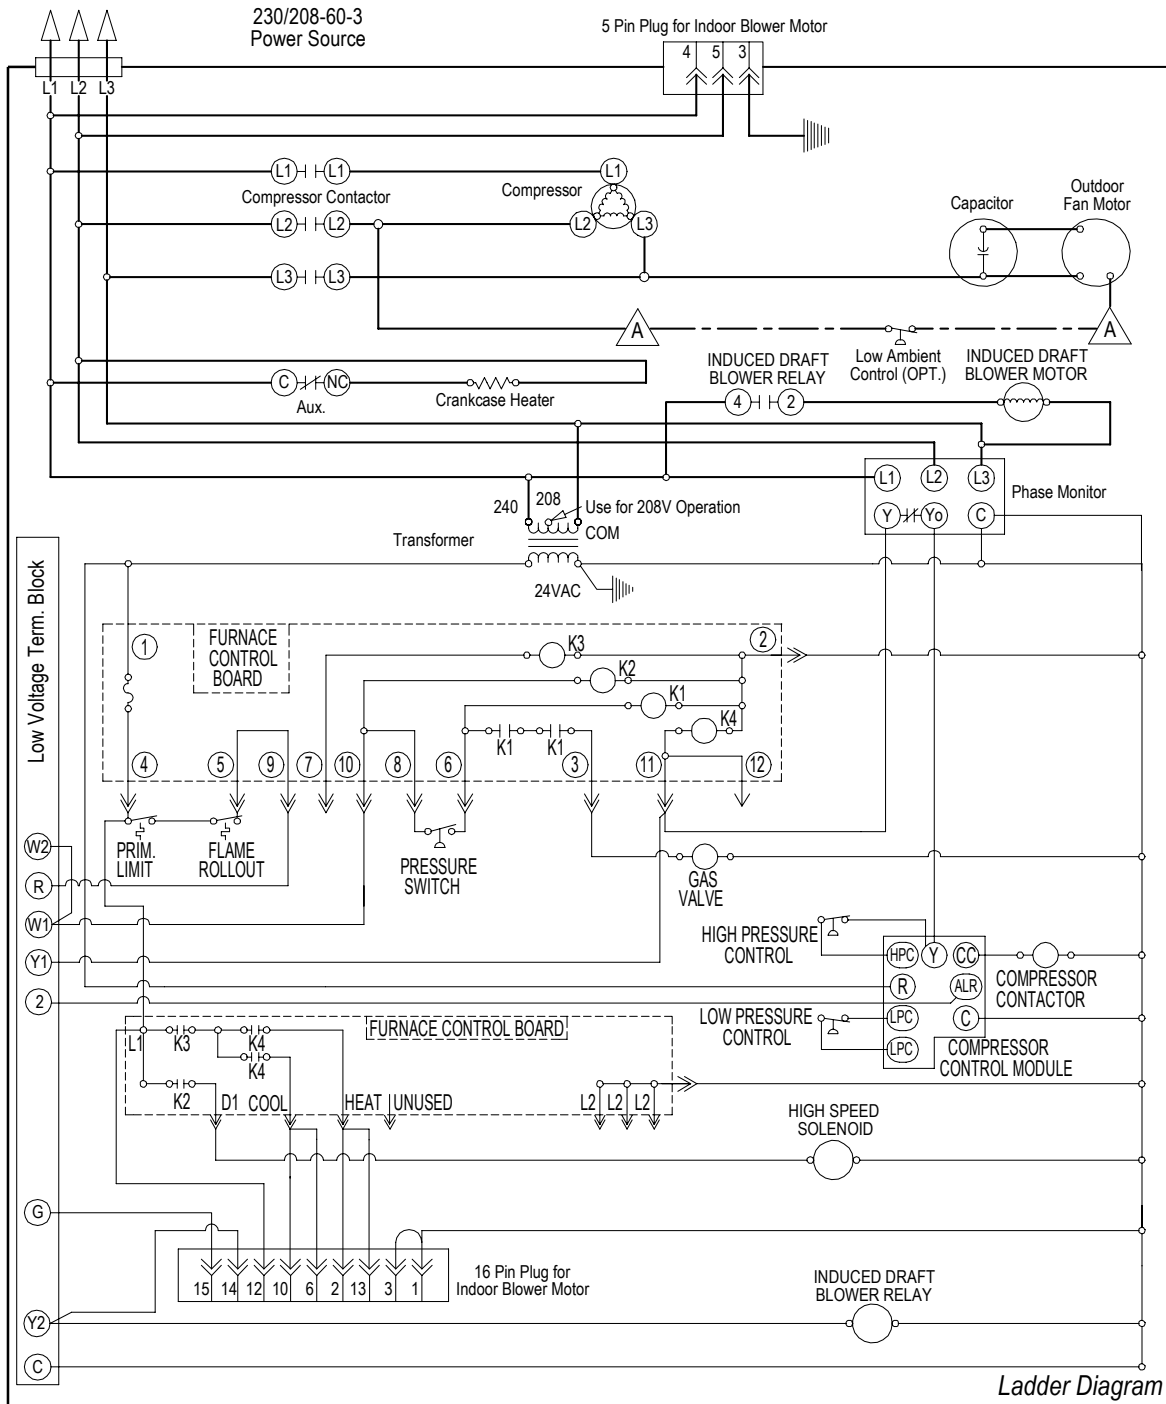 230/208-60-3
Power Source
5 Pin Plug for Indoor Blower Motor
4 5 3
L1 L2 L3
L1 L1 L1
Compressor Contactor
Compressor
Capacitor
Outdoor
Fan Motor
L2 L2 L2 L3
L3 L3
A A
INDUCED DRAFT
BLOWER RELAY
Low Ambient
Control (OPT.)
INDUCED DRAFT
BLOWER MOTOR
C NC
Aux.
Crankcase Heater
4 2
L1 L2 L3
Phase Monitor
240 208 Use for 208V Operation
COM
Y Yo C
Transformer
24VAC
Low Voltage Term. Block
1
FURNACE
CONTROL
BOARD
K3
2
K2
K1
K4
K1 K1
4 5 9 7 10 8 6 3 11 12
PRIM.
LIMIT
FLAME
ROLLOUT
PRESSURE
SWITCH
GAS
VALVE
W2
R
W1
Y1
2
HIGH PRESSURE
CONTROL
HPC Y CC
R ALR
COMPRESSOR
CONTACTOR
LOW PRESSURE
CONTROL
LPC C
LPC
COMPRESSOR
CONTROL MODULE
FURNACE CONTROL BOARD
L1 K3 K4
K4
K2 D1 COOL HEAT UNUSED L2 L2 L2
HIGH SPEED
SOLENOID
G
15 14 12 10 6 2 13 3 1
16 Pin Plug for
Indoor Blower Motor
INDUCED DRAFT
BLOWER RELAY
Y2
C
Ladder Diagram